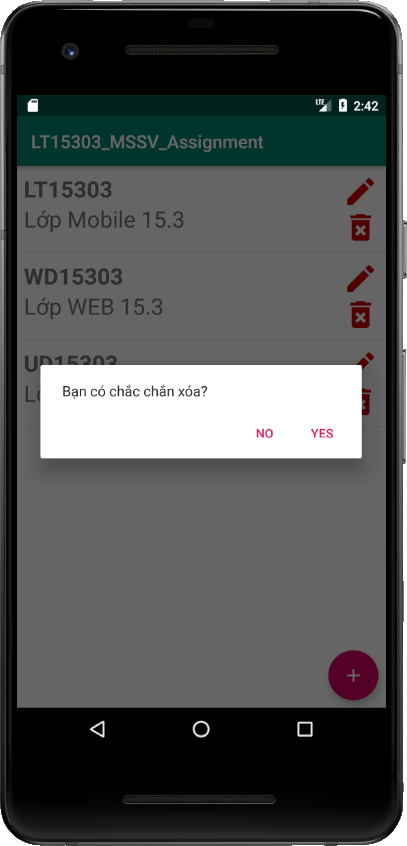 LTE 2:42
LT15303_MSSV_Assignment
LT15303
Lớp Mobile 15.3
WD15303
Lớp WEB 15.3
UD15303
Bạn có chắc chắn xóa?
NO YES